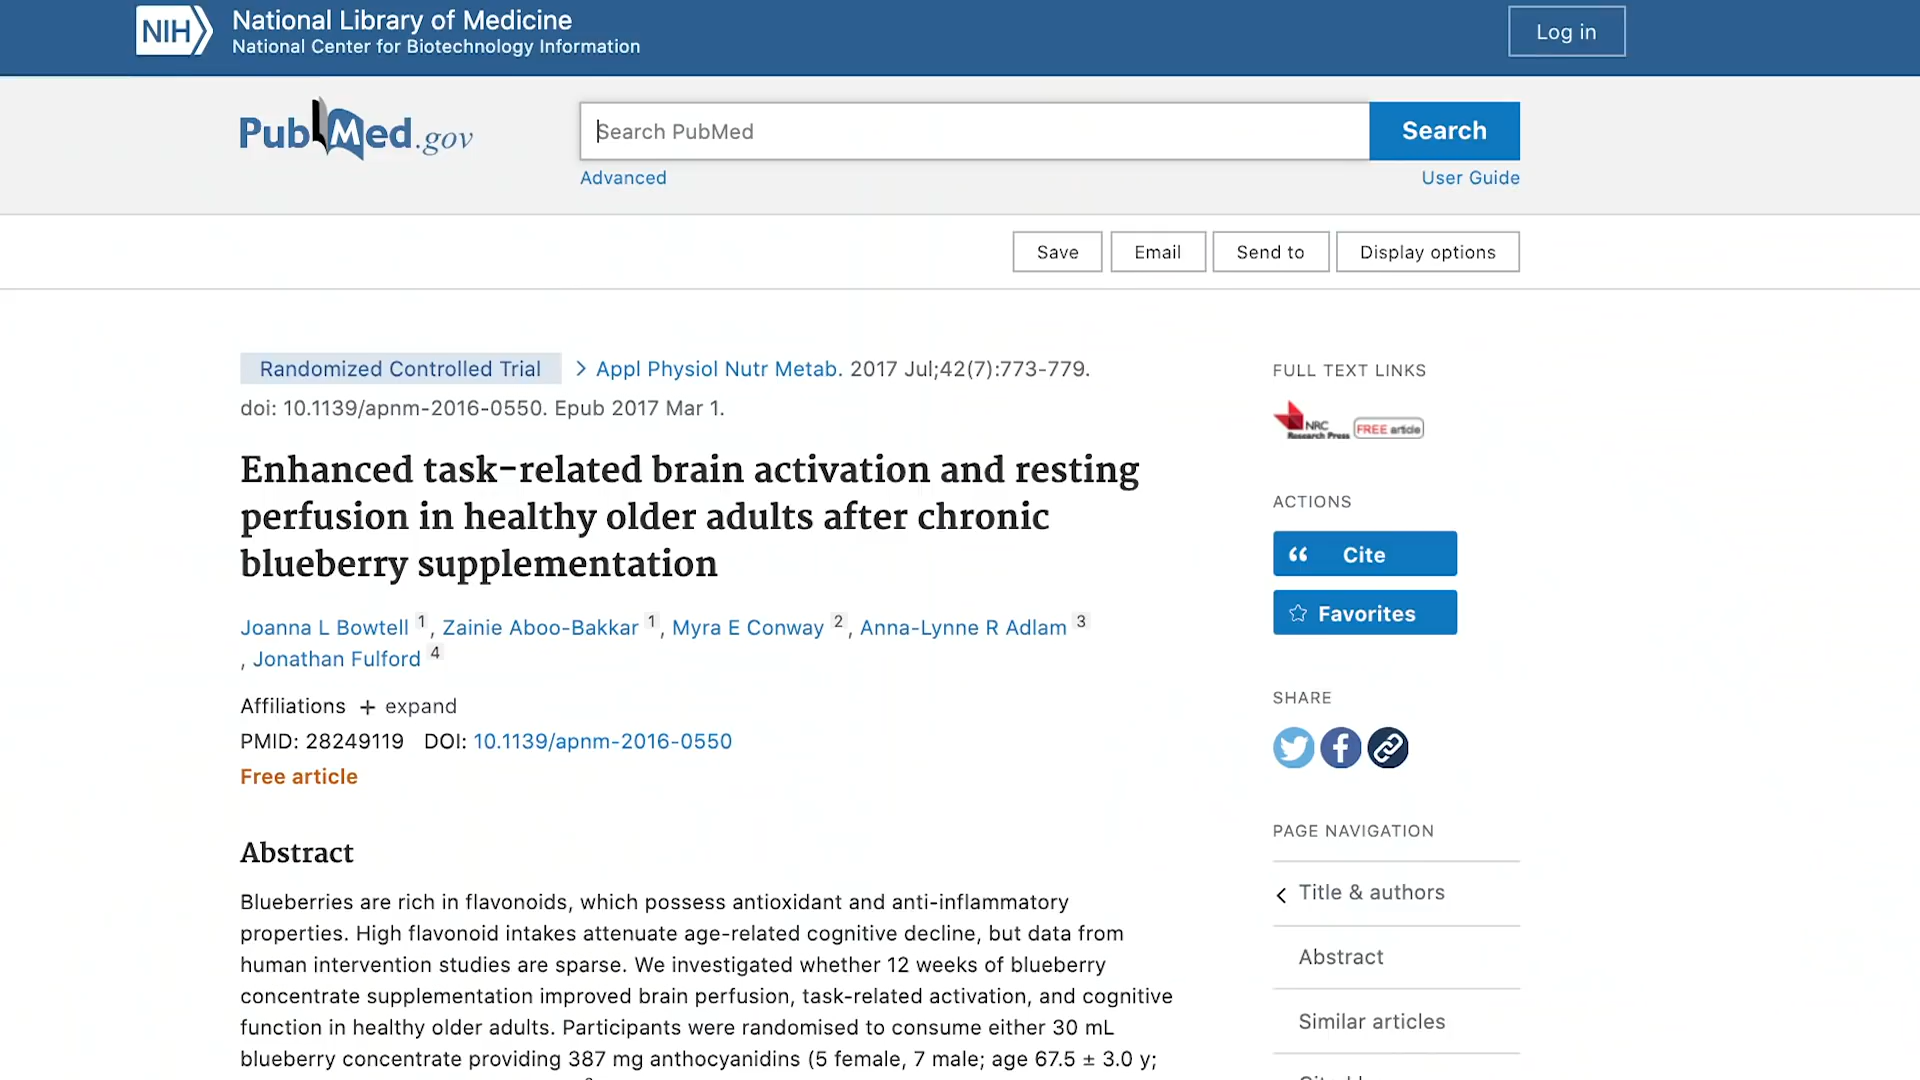 NIH
National Library of Medicine
National Center for Biotechnology Information
Log in
PubMed.gov
Search PubMed
Search
Advanced
User Guide
Save
Email
Send to
Display options
Randomized Controlled Trial
Appl Physiol Nutr Metab. 2017 Jul;42(7):773-779.
doi: 10.1139/apnm-2016-0550. Epub 2017 Mar 1.
Enhanced task-related brain activation and resting
perfusion in healthy older adults after chronic
blueberry supplementation
Joanna L Bowtell 1, Zainie Aboo-Bakkar 1, Myra E Conway 2, Anna-Lynne R Adlam 3
, Jonathan Fulford 4
Affiliations + expand
PMID: 28249119 DOI: 10.1139/apnm-2016-0550
Free article
Abstract
Blueberries are rich in flavonoids, which possess antioxidant and anti-inflammatory
properties. High flavonoid intakes attenuate age-related cognitive decline, but data from
human intervention studies are sparse. We investigated whether 12 weeks of blueberry
concentrate supplementation improved brain perfusion, task-related activation, and cognitive
function in healthy older adults. Participants were randomised to consume either 30 mL
blueberry concentrate providing 387 mg anthocyanidins (5 female, 7 male; age 67.5 ± 3.0 y;
FULL TEXT LINKS
NRC
Research Press
FREE article
ACTIONS
Cite
Favorites
SHARE
PAGE NAVIGATION
Title & authors
Abstract
Similar articles